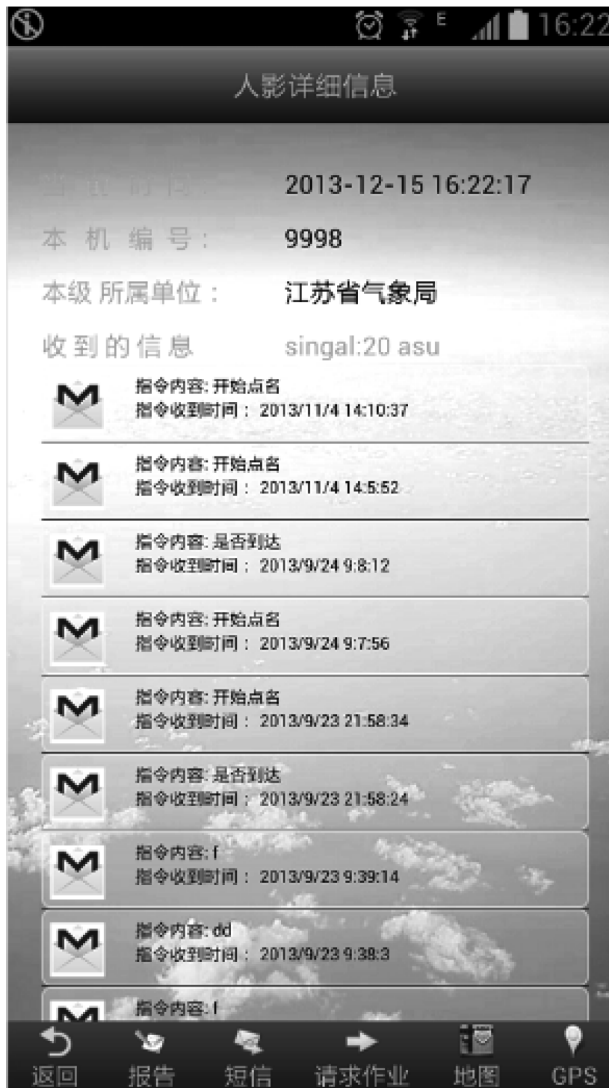 E 16:22
人影详细信息
当前时间: 2013-12-15 16:22:17
本机编号: 9998
本级所属单位: 江苏省气象局
收到的信息 singal:20 asu
指令内容: 开始点名
指令收到时间: 2013/11/4 14:10:37
指令内容: 开始点名
指令收到时间: 2013/11/4 14:5:52
指令内容: 是否到达
指令收到时间: 2013/9/24 9:8:12
指令内容: 开始点名
指令收到时间: 2013/9/24 9:7:56
指令内容: 开始点名
指令收到时间: 2013/9/23 21:58:34
指令内容: 是否到达
指令收到时间: 2013/9/23 21:58:24
指令内容: f
指令收到时间: 2013/9/23 9:39:14
指令内容: dd
指令收到时间: 2013/9/23 9:38:3
指令内容: f
返回 报告 短信 请求作业 地图 GPS